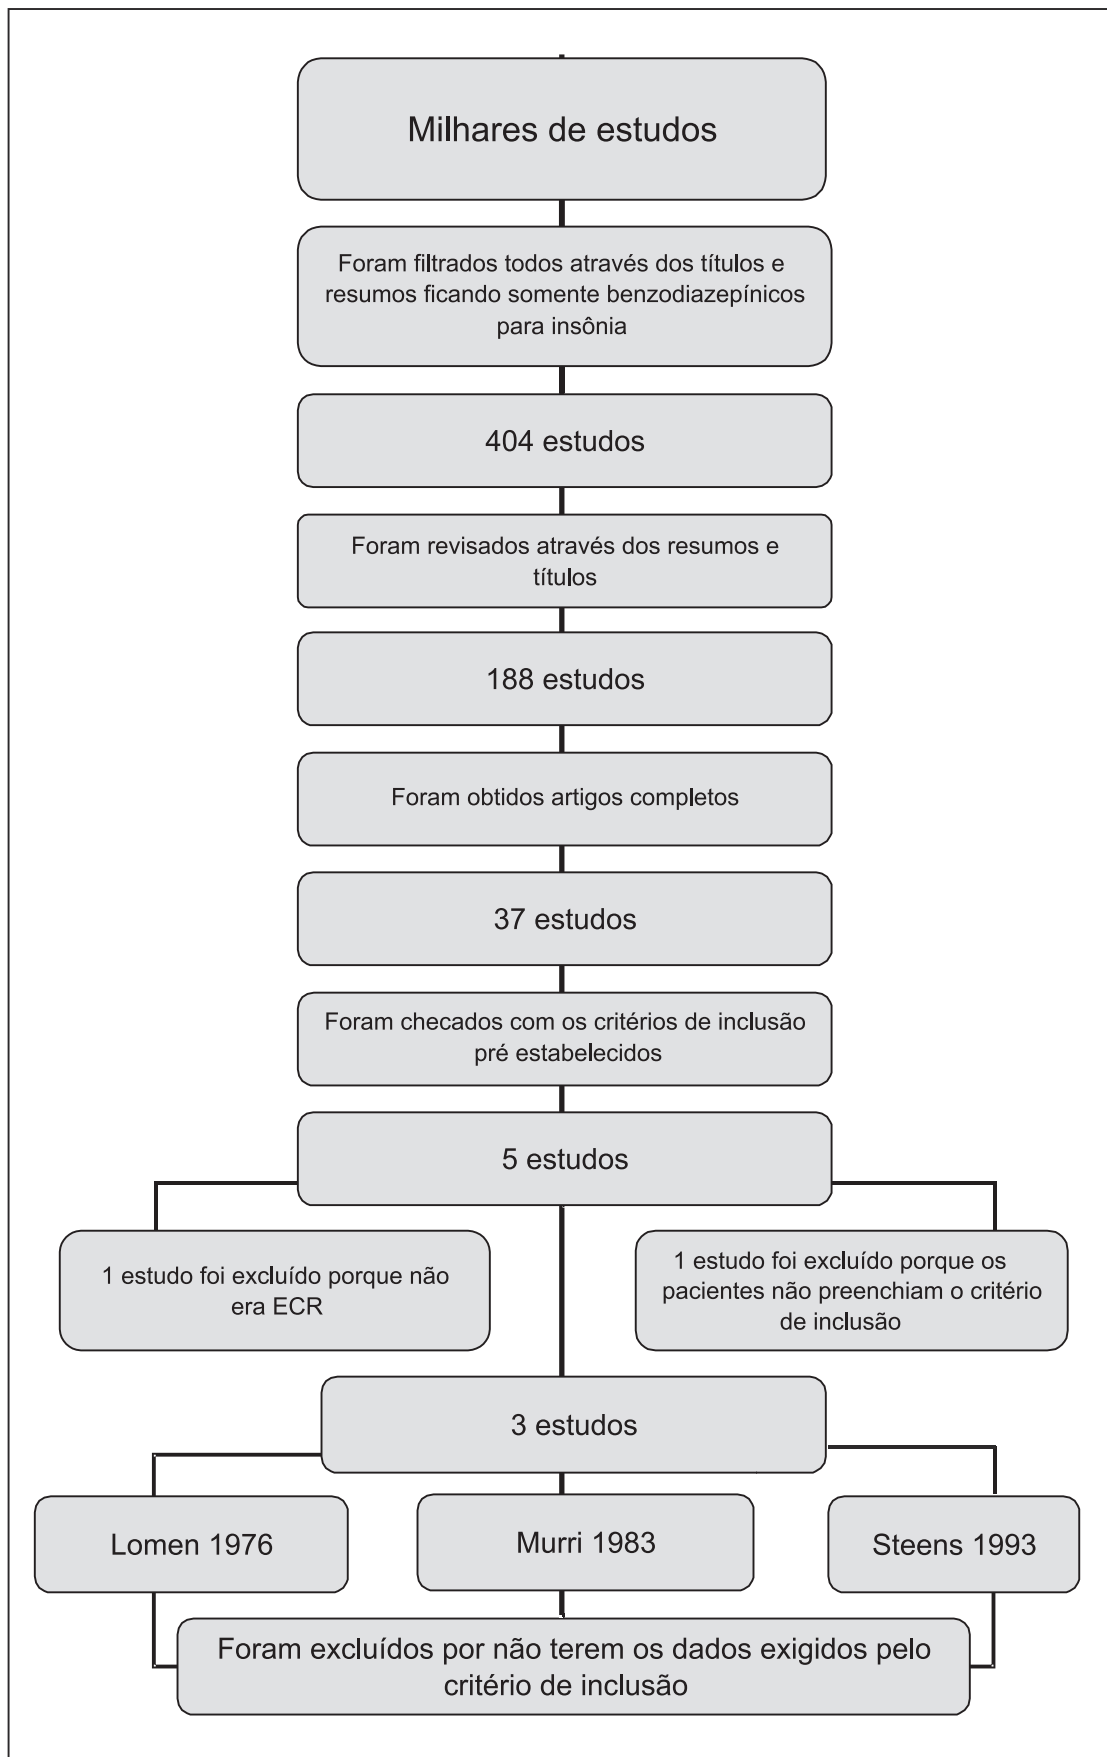 Milhares de estudos
Foram filtrados todos através dos títulos e
resumos ficando somente benzodiazepínicos
para insônia
404 estudos
Foram revisados através dos resumos e
títulos
188 estudos
Foram obtidos artigos completos
37 estudos
Foram checados com os critérios de inclusão
pré estabelecidos
5 estudos
1 estudo foi excluído porque não
era ECR
1 estudo foi excluído porque os
pacientes não preenchiam o critério
de inclusão
3 estudos
Lomen 1976
Murri 1983
Steens 1993
Foram excluídos por não terem os dados exigidos pelo
critério de inclusão